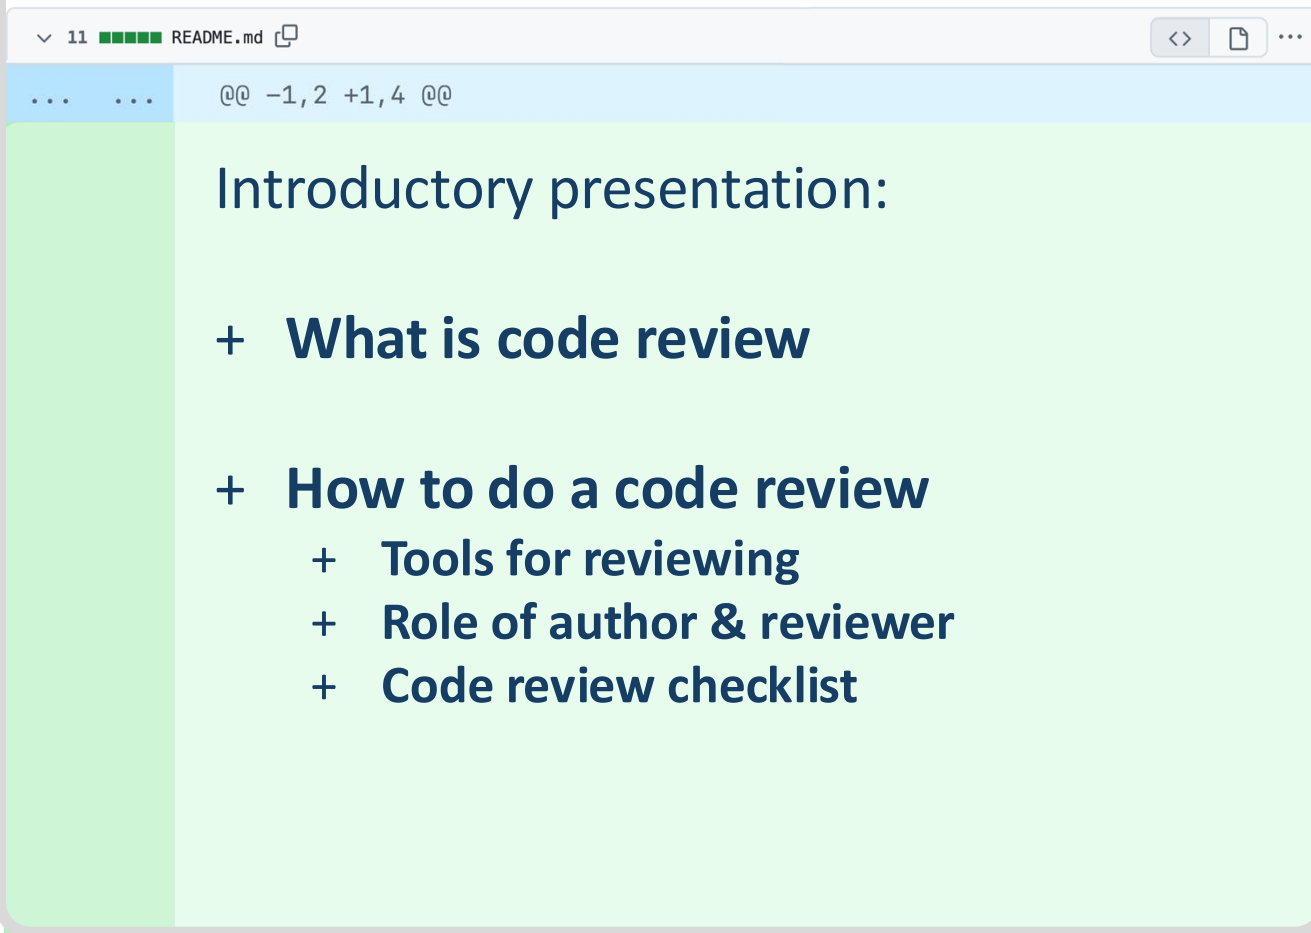 11 README.md
... ... @@ -1,2 +1,4 @@
Introductory presentation:
+ What is code review
+ How to do a code review
+ Tools for reviewing
+ Role of author & reviewer
+ Code review checklist